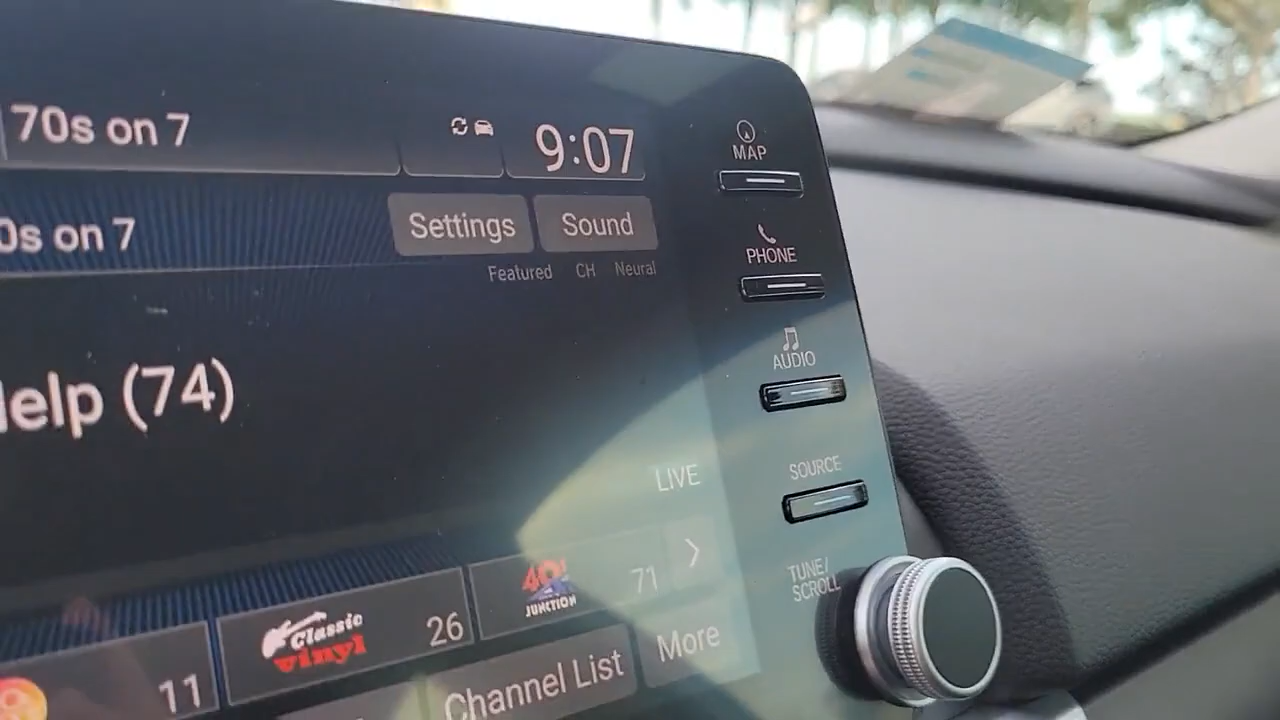 70s on 7
9:07
MAP
0s on 7
Settings
Sound
PHONE
Featured CH Neural
AUDIO
(74)
SOURCE
LIVE
TUNE/
SCROLL
11
Classic
vinyl
26
40s
JUNCTION
71
Channel List
More